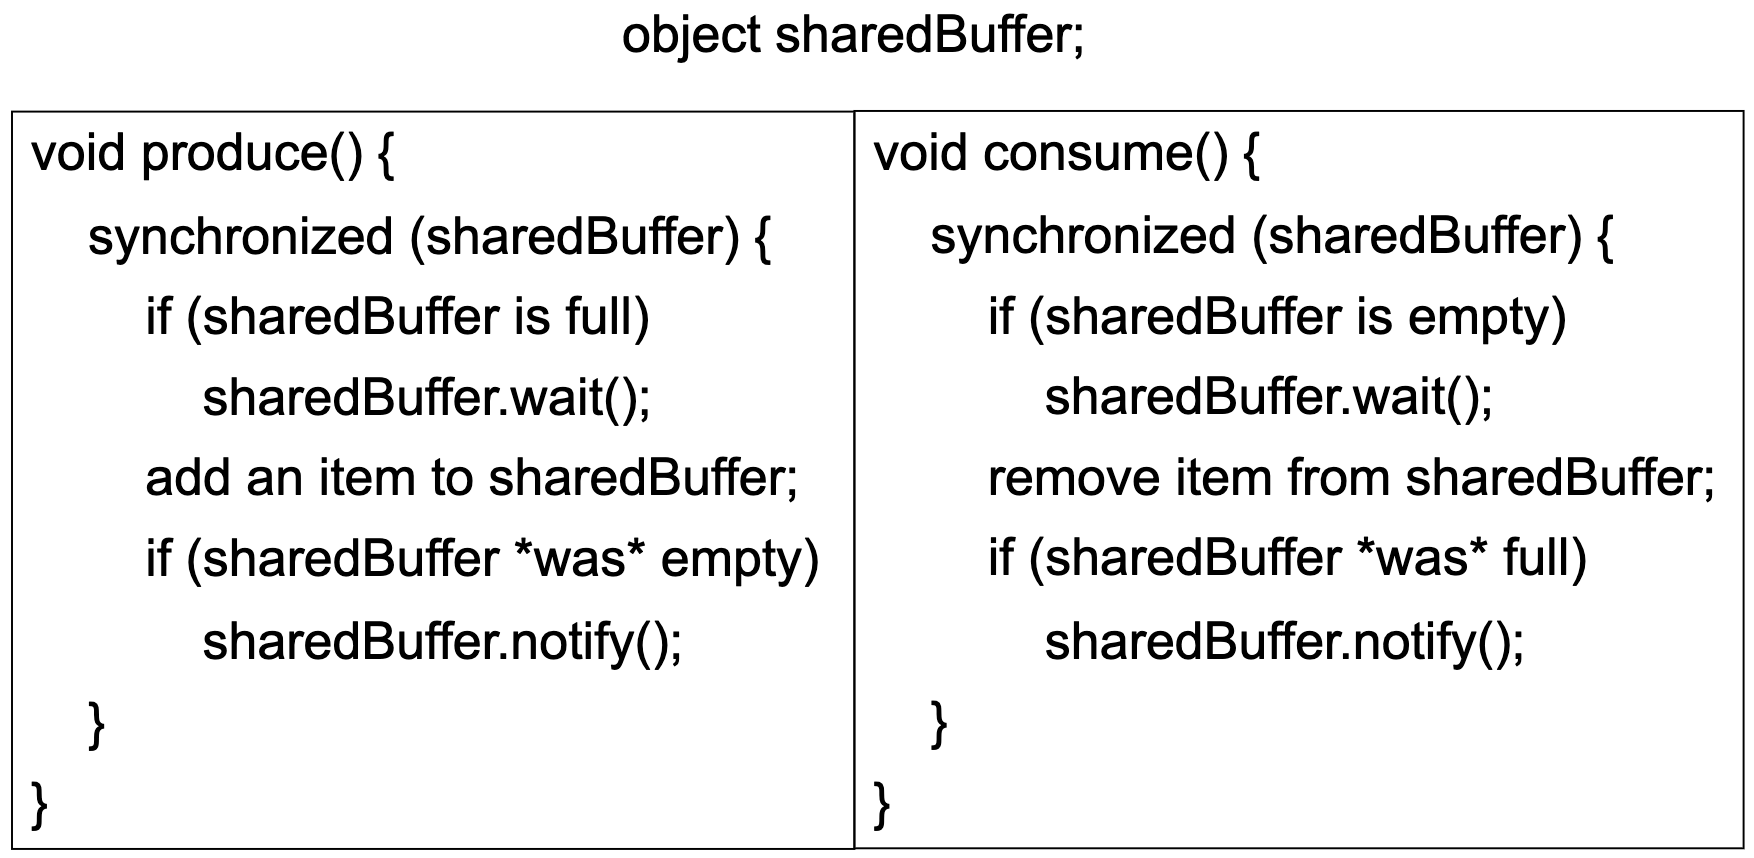 object sharedBuffer;
void produce() {
synchronized (sharedBuffer) {
if (sharedBuffer is full)
sharedBuffer.wait();
add an item to sharedBuffer;
if (sharedBuffer *was* empty)
sharedBuffer.notify();
}
}
void consume() {
synchronized (sharedBuffer) {
if (sharedBuffer is empty)
sharedBuffer.wait();
remove item from sharedBuffer;
if (sharedBuffer *was* full)
sharedBuffer.notify();
}
}